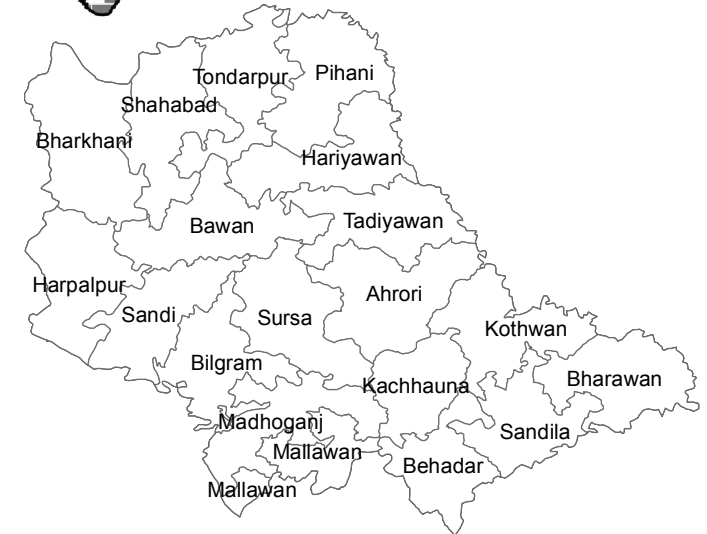 Pihani
Tondarpur
Shahabad
Bharkhani
Hariyawan
Tadiyawan
Bawan
Harpalpur
Ahrori
Sandi
Sursa
Kothwan
Bilgram
Bharawan
Kachhauna
Madhoganj
Sandila
Mallawan
Behadar
Mallawan